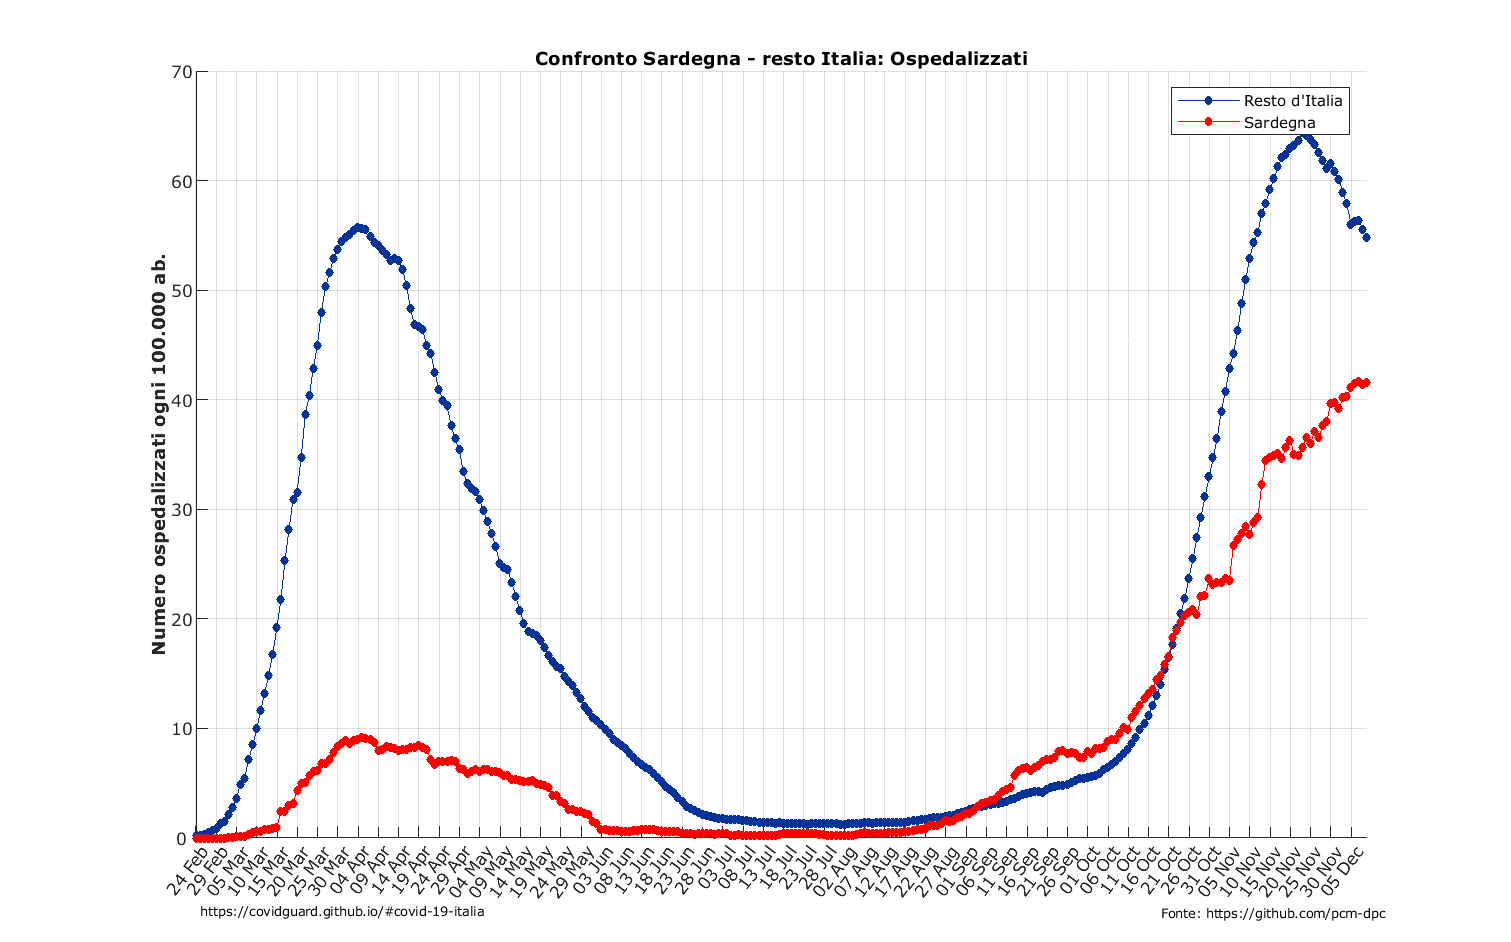 Confronto Sardegna - resto Italia: Ospedalizzati
Resto d'Italia
Sardegna
Numero ospedalizzati ogni 100.000 ab.
70
60
50
40
30
20
10
0
24 Feb
29 Feb
05 Mar
10 Mar
15 Mar
20 Mar
25 Mar
30 Mar
04 Apr
09 Apr
14 Apr
19 Apr
24 Apr
29 Apr
04 May
09 May
14 May
19 May
24 May
29 May
03 Jun
08 Jun
13 Jun
18 Jun
23 Jun
28 Jun
03 Jul
08 Jul
13 Jul
18 Jul
23 Jul
28 Jul
02 Aug
07 Aug
12 Aug
17 Aug
22 Aug
27 Aug
01 Sep
06 Sep
11 Sep
16 Sep
21 Sep
26 Sep
01 Oct
06 Oct
11 Oct
16 Oct
21 Oct
26 Oct
31 Oct
05 Nov
10 Nov
15 Nov
20 Nov
25 Nov
30 Nov
05 Dec
https://covidguard.github.io/#covid-19-italia
Fonte: https://github.com/pcm-dpc